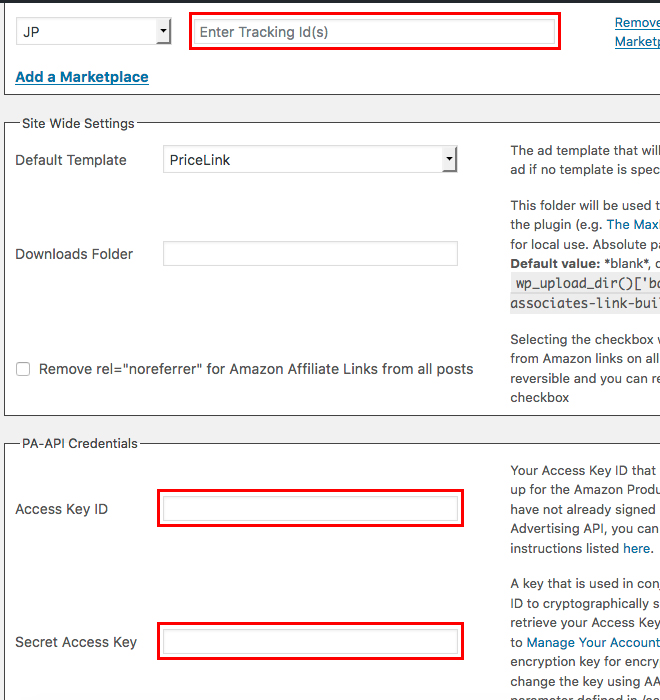 JP
Enter Tracking Id(s)
Remove
Marketp
Add a Marketplace
Site Wide Settings
Default Template
PriceLink
The ad template that will
ad if no template is spec
This folder will be used t
the plugin (e.g. The Max
for local use. Absolute pa
Downloads Folder
Default value: *blank*, c
wp_upload_dir()['ba
associates-link-buil
Selecting the checkbox w
from Amazon links on all
Remove rel="noreferrer" for Amazon Affiliate Links from all posts
reversible and you can re
checkbox
PA-API Credentials
Your Access Key ID that
up for the Amazon Produ
Access Key ID
have not already signed
Advertising API, you can
instructions listed here.
A key that is used in conj
ID to cryptographically s
retrieve your Access Key
Secret Access Key
to Manage Your Account
encryption key for encry
change the key using AA